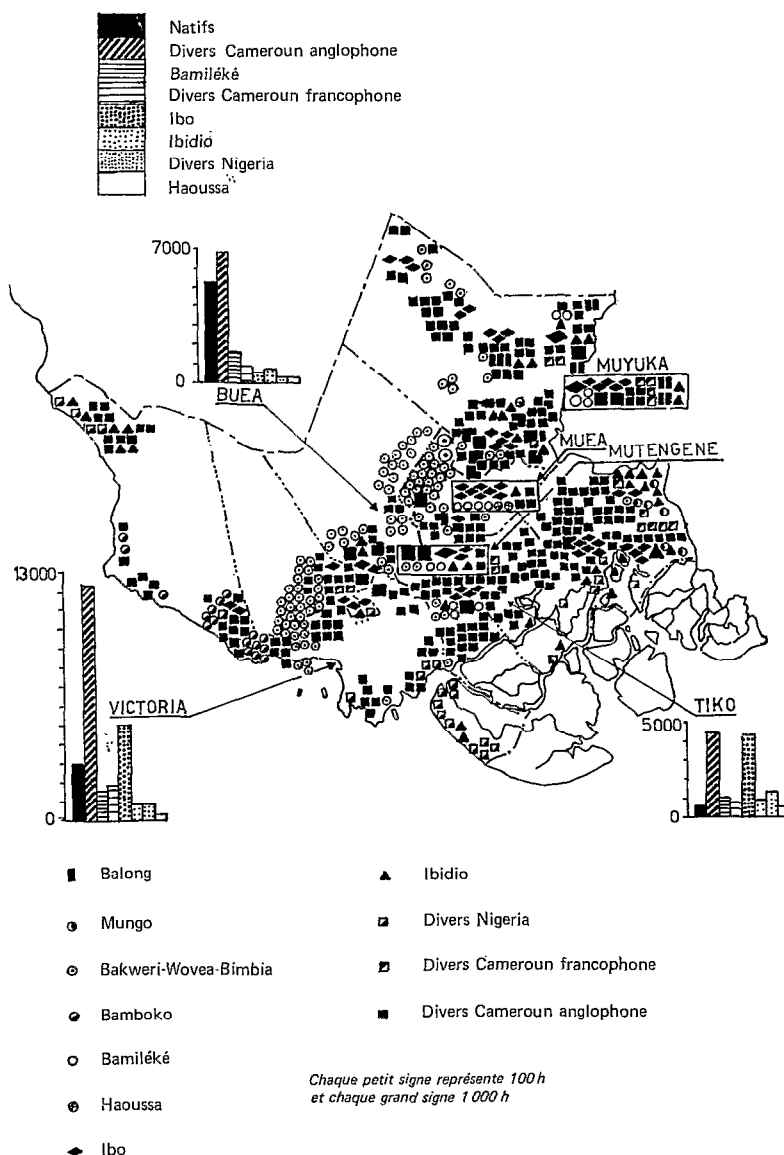 Natifs
Divers Cameroun anglophone
Bamiléké
Divers Cameroun francophone
Ibo
Ibidio
Divers Nigeria
Haoussa
7000
0
BUEA
MUYUKA
MUEA
MUTENGENE
13000
0
VICTORIA
TIKO
5000
0
Balong
Mungo
Bakweri-Wovea-Bimbia
Bamboko
Bamiléké
Haoussa
Ibo
Ibidio
Divers Nigeria
Divers Cameroun francophone
Divers Cameroun anglophone
Chaque petit signe représente 100 h
et chaque grand signe 1 000 h